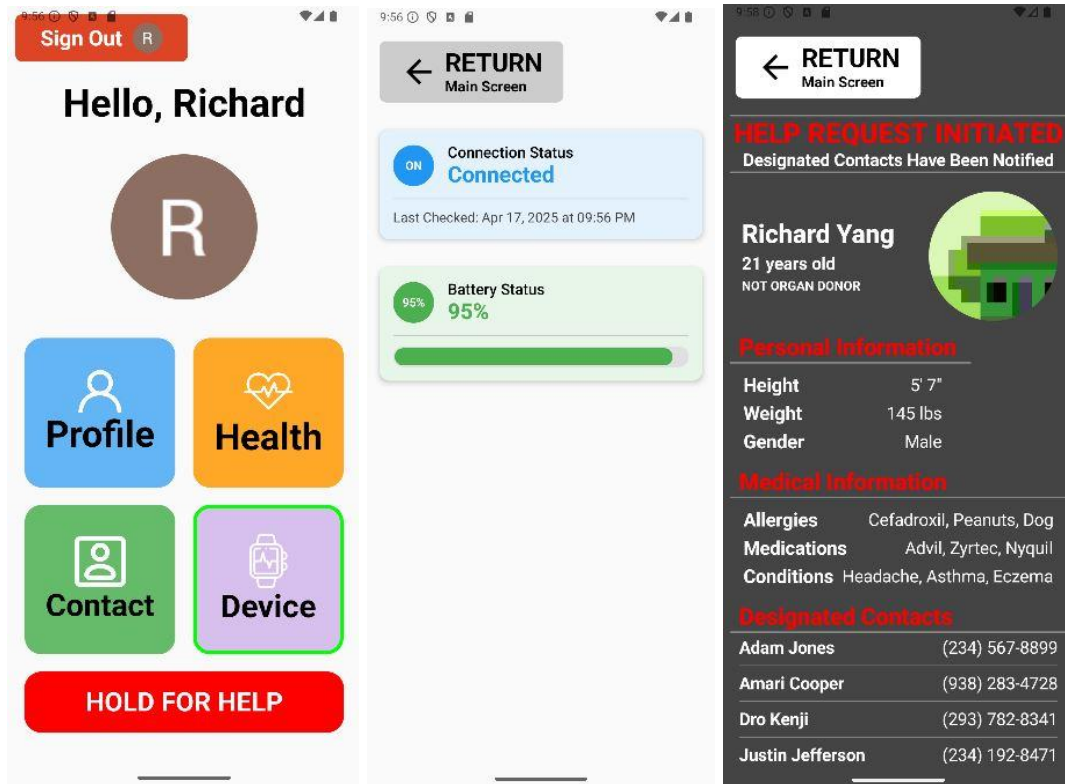 9:56
Sign Out R
Hello, Richard
R
Profile
Health
Contact
Device
HOLD FOR HELP
9:56
RETURN
Main Screen
ON
Connection Status
Connected
Last Checked: Apr 17, 2025 at 09:56 PM
95%
Battery Status
95%
9:58
RETURN
Main Screen
HELP REQUEST INITIATED
Designated Contacts Have Been Notified
Richard Yang
21 years old
NOT ORGAN DONOR
Personal Information
Height 5' 7"
Weight 145 lbs
Gender Male
Medical Information
Allergies Cefadroxil, Peanuts, Dog
Medications Advil, Zyrtec, Nyquil
Conditions Headache, Asthma, Eczema
Designated Contacts
Adam Jones (234) 567-8899
Amari Cooper (938) 283-4728
Dro Kenji (293) 782-8341
Justin Jefferson (234) 192-8471